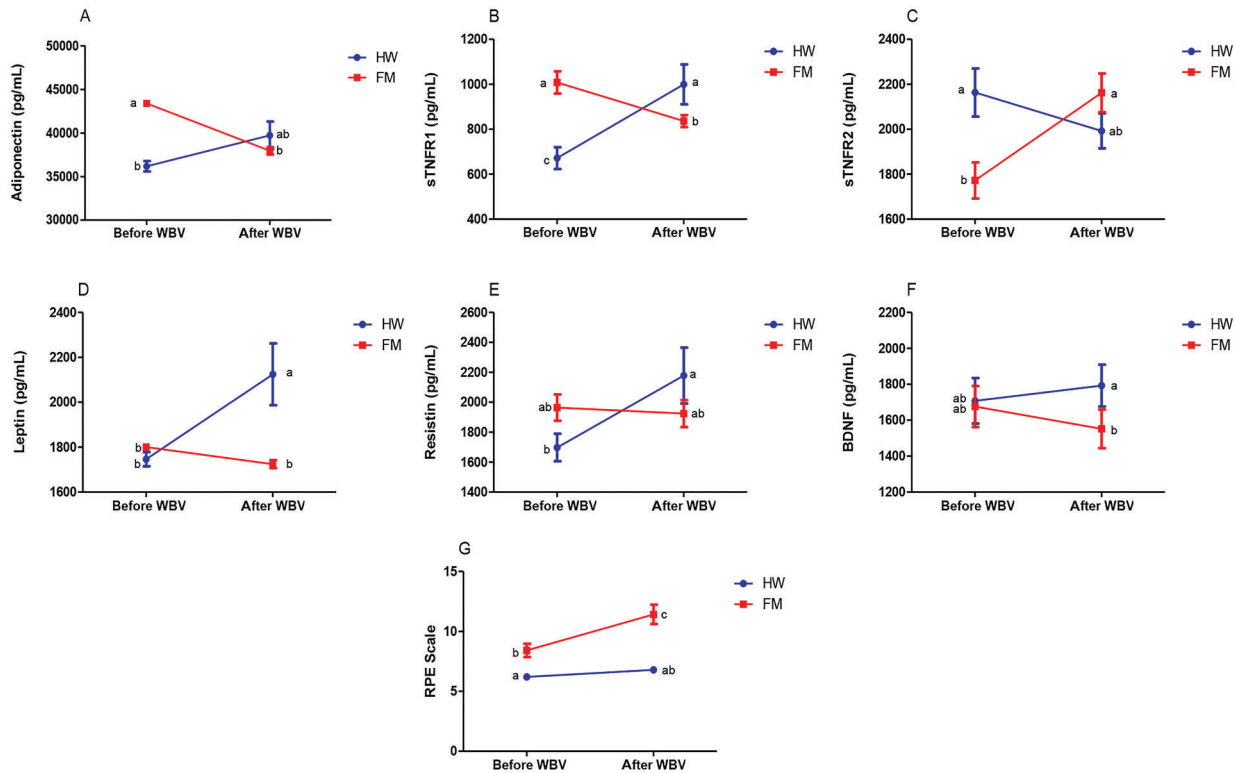 A
Adiponectin (pg/mL)
50000
45000
40000
35000
30000
a
b
ab
b
Before WBV
After WBV
HW
FM
B
sTNFR1 (pg/mL)
1200
1000
800
600
400
a
c
a
b
Before WBV
After WBV
HW
FM
C
sTNFR2 (pg/mL)
2400
2200
2000
1800
1600
a
b
a
ab
Before WBV
After WBV
HW
FM
D
Leptin (pg/mL)
2400
2200
2000
1800
1600
b
b
a
b
Before WBV
After WBV
HW
FM
E
Resistin (pg/mL)
2600
2400
2200
2000
1800
1600
1400
ab
b
a
ab
Before WBV
After WBV
HW
FM
F
BDNF (pg/mL)
2200
2000
1800
1600
1400
1200
ab
ab
a
b
Before WBV
After WBV
HW
FM
G
RPE Scale
15
10
5
0
b
a
c
ab
Before WBV
After WBV
HW
FM